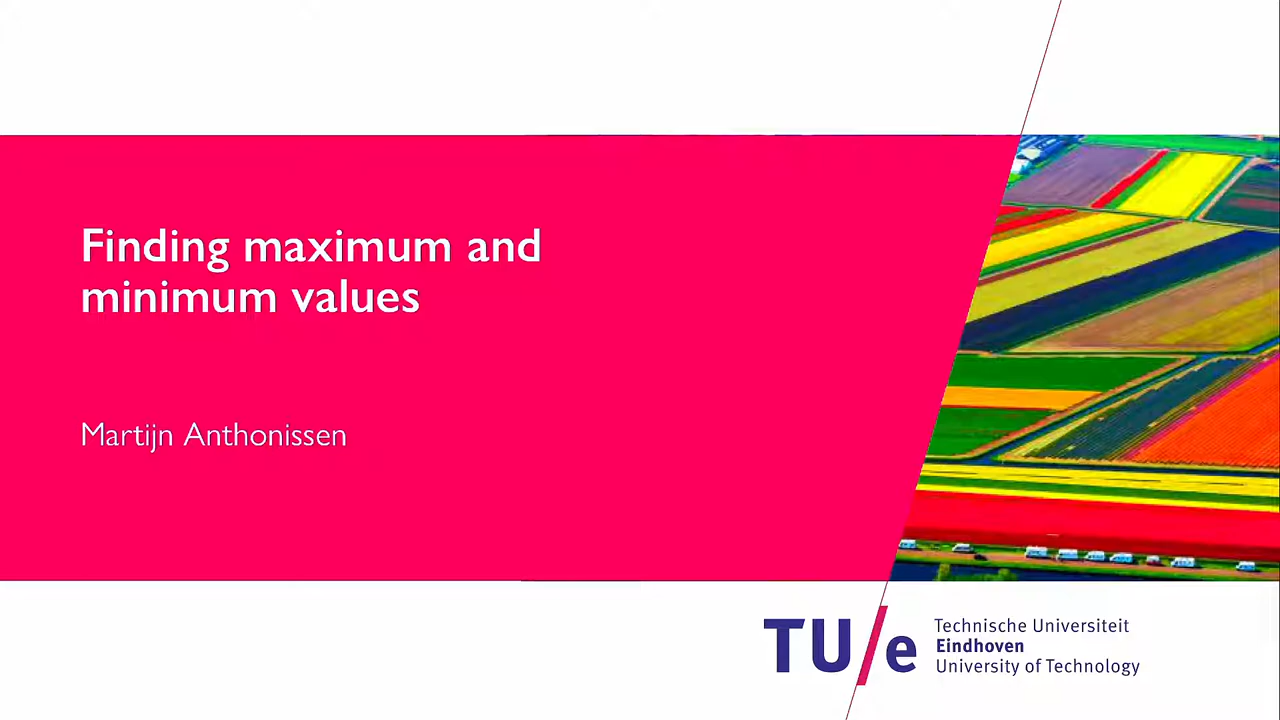 Finding maximum and
minimum values
Martijn Anthonissen
TU/e
Technische Universiteit
Eindhoven
University of Technology